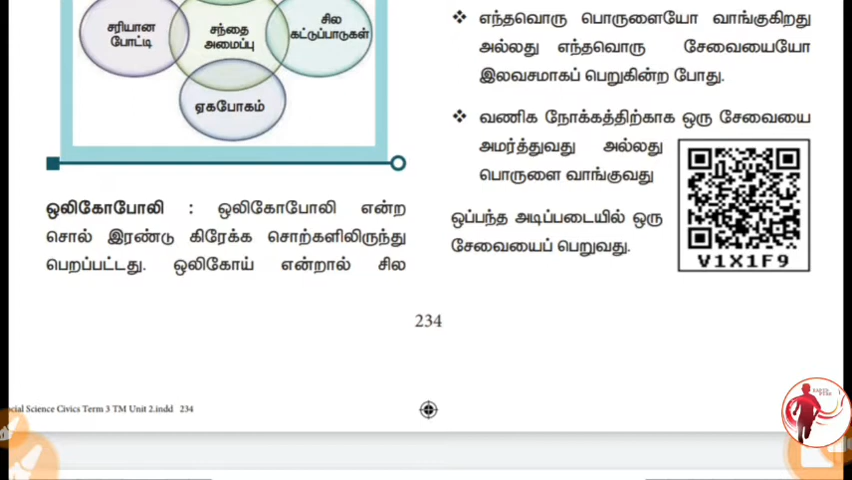 சரியான
போட்டி
சந்தை
அமைப்பு
சில
கட்டுப்பாடுகள்
ஏகபோகம்
ஒலிகோபோலி : ஒலிகோபோலி என்ற
சொல் இரண்டு கிரேக்க சொற்களிலிருந்து
பெறப்பட்டது. ஒலிகோய் என்றால் சில
எந்தவொரு பொருளையோ வாங்குகிறது
அல்லது எந்தவொரு சேவையையோ
இலவசமாகப் பெறுகின்ற போது.
வணிக நோக்கத்திற்காக ஒரு சேவையை
அமர்த்துவது அல்லது
பொருளை வாங்குவது
ஒப்பந்த அடிப்படையில் ஒரு
சேவையைப் பெறுவது.
V1X1F9
234
cial Science Civics Term 3 TM Unit 2.indd 234